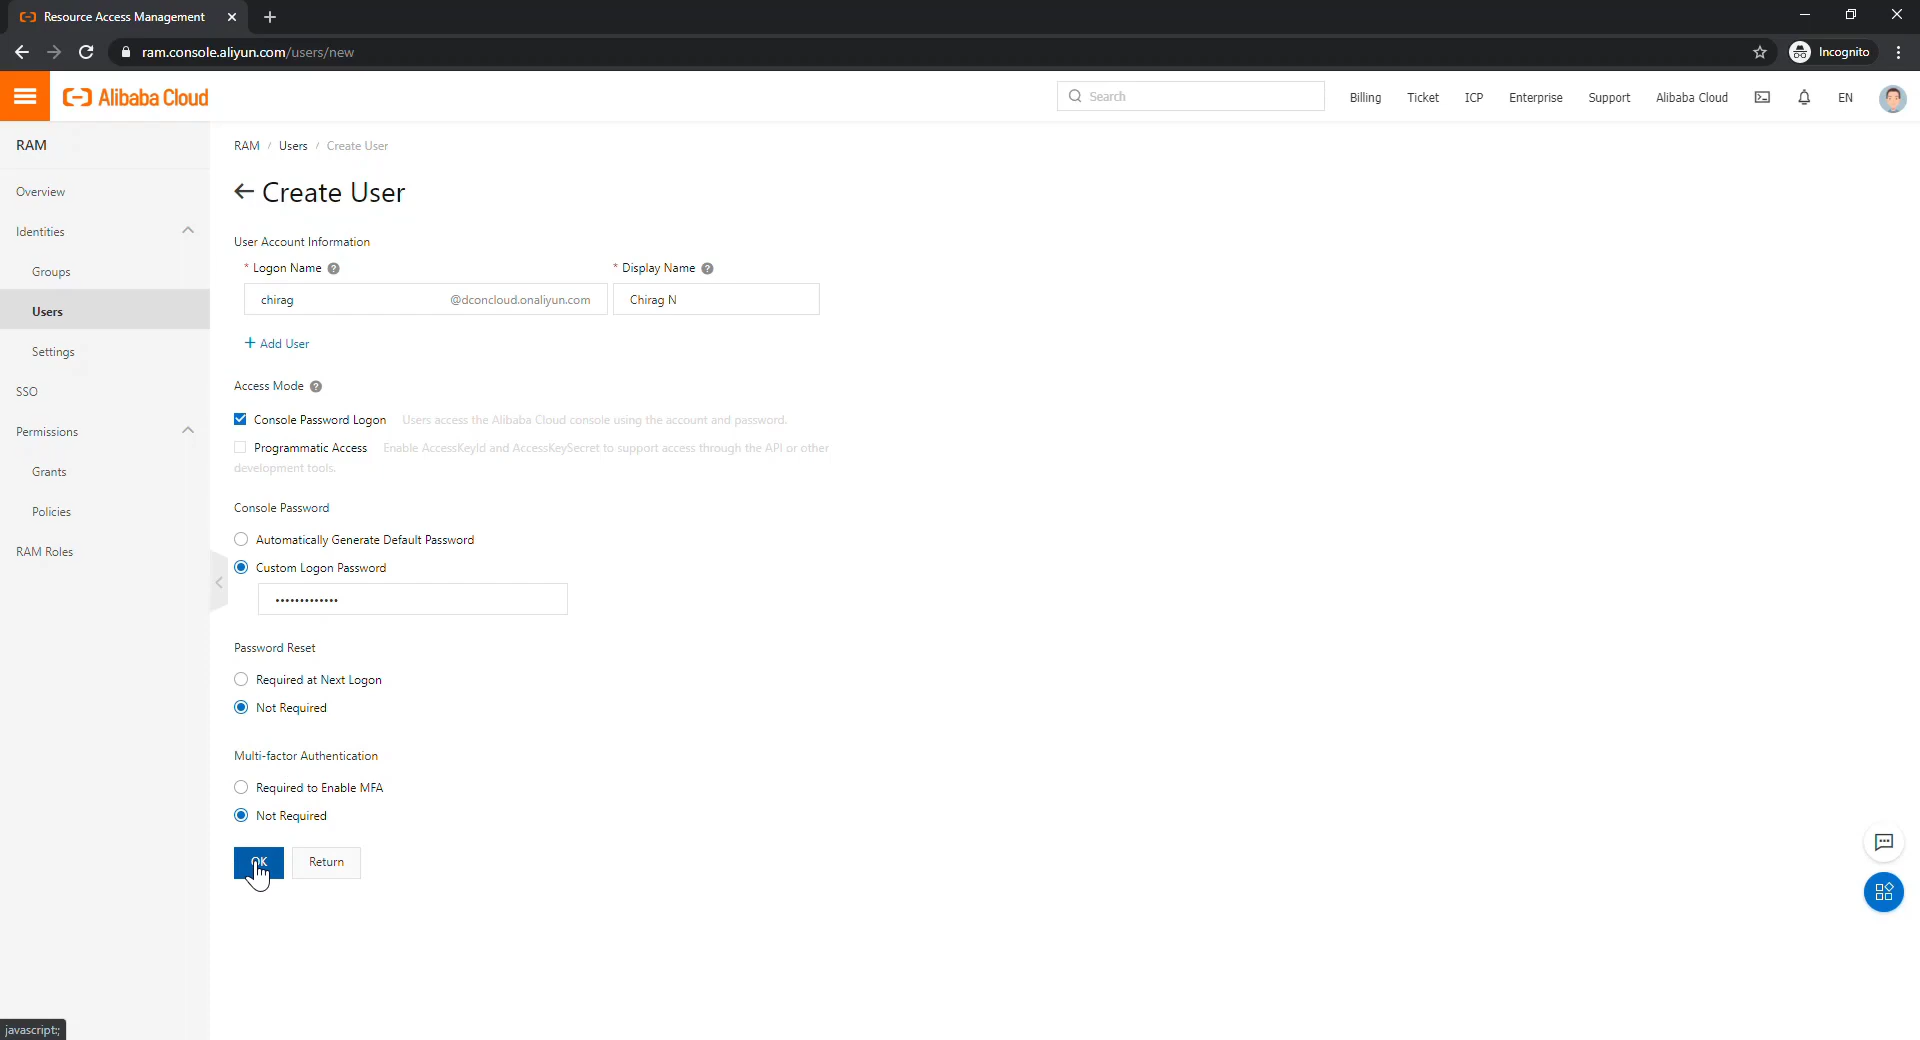 Resource Access Management
ram.console.aliyun.com/users/new
Incognito
Alibaba Cloud
Search
Billing
Ticket
ICP
Enterprise
Support
Alibaba Cloud
EN
RAM
Overview
Identities
Groups
Users
Settings
SSO
Permissions
Grants
Policies
RAM Roles
RAM / Users / Create User
Create User
User Account Information
* Logon Name
* Display Name
chirag @dconcloud.onaliyun.com
Chirag N
+ Add User
Access Mode
Console Password Logon Users access the Alibaba Cloud console using the account and password.
Programmatic Access Enable AccessKeyId and AccessKeySecret to support access through the API or other
development tools.
Console Password
Automatically Generate Default Password
Custom Logon Password
•••••••••••••
Password Reset
Required at Next Logon
Not Required
Multi-factor Authentication
Required to Enable MFA
Not Required
OK
Return
javascript:;